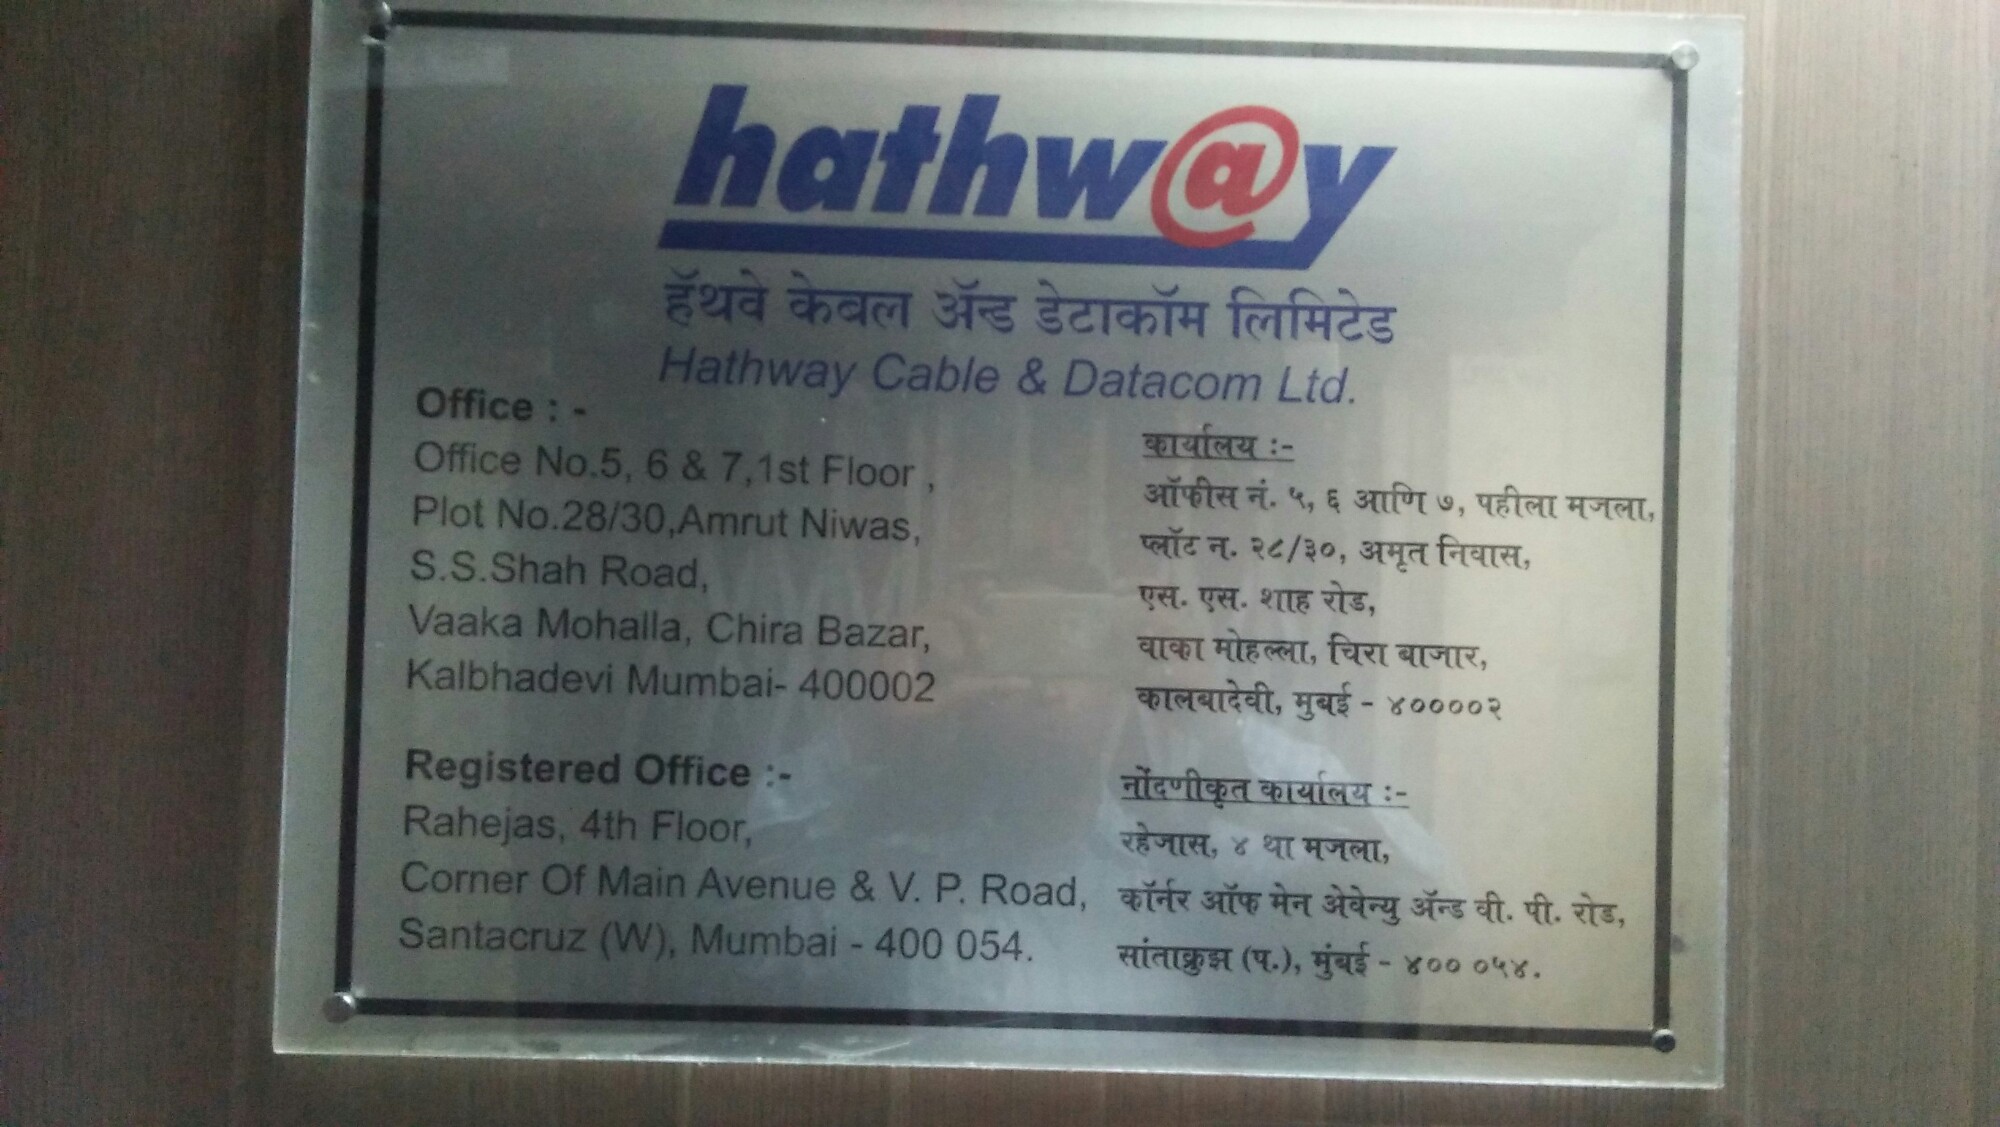 hathw@y
हॅथवे केबल ॲन्ड डेटाकॉम लिमिटेड
Hathway Cable & Datacom Ltd.
Office : -
Office No.5, 6 & 7,1st Floor ,
Plot No.28/30,Amrut Niwas,
S.S.Shah Road,
Vaaka Mohalla, Chira Bazar,
Kalbhadevi Mumbai- 400002
Registered Office :-
Rahejas, 4th Floor,
Corner Of Main Avenue & V. P. Road,
Santacruz (W), Mumbai - 400 054.
कार्यालय :-
ऑफीस नं. ५, ६ आणि ७, पहीला मजला,
प्लॉट न. २८/३०, अमृत निवास,
एस. एस. शाह रोड,
वाका मोहल्ला, चिरा बाजार,
कालबादेवी, मुबई - ४००००२
नोंदणीकृत कार्यालय :-
रहेजास, ४ था मजला,
कॉर्नर ऑफ मेन ॲवेन्यु ॲन्ड वी. पी. रोड,
सांताक्रुझ (प.), मुंबई - ४०० ०५४.